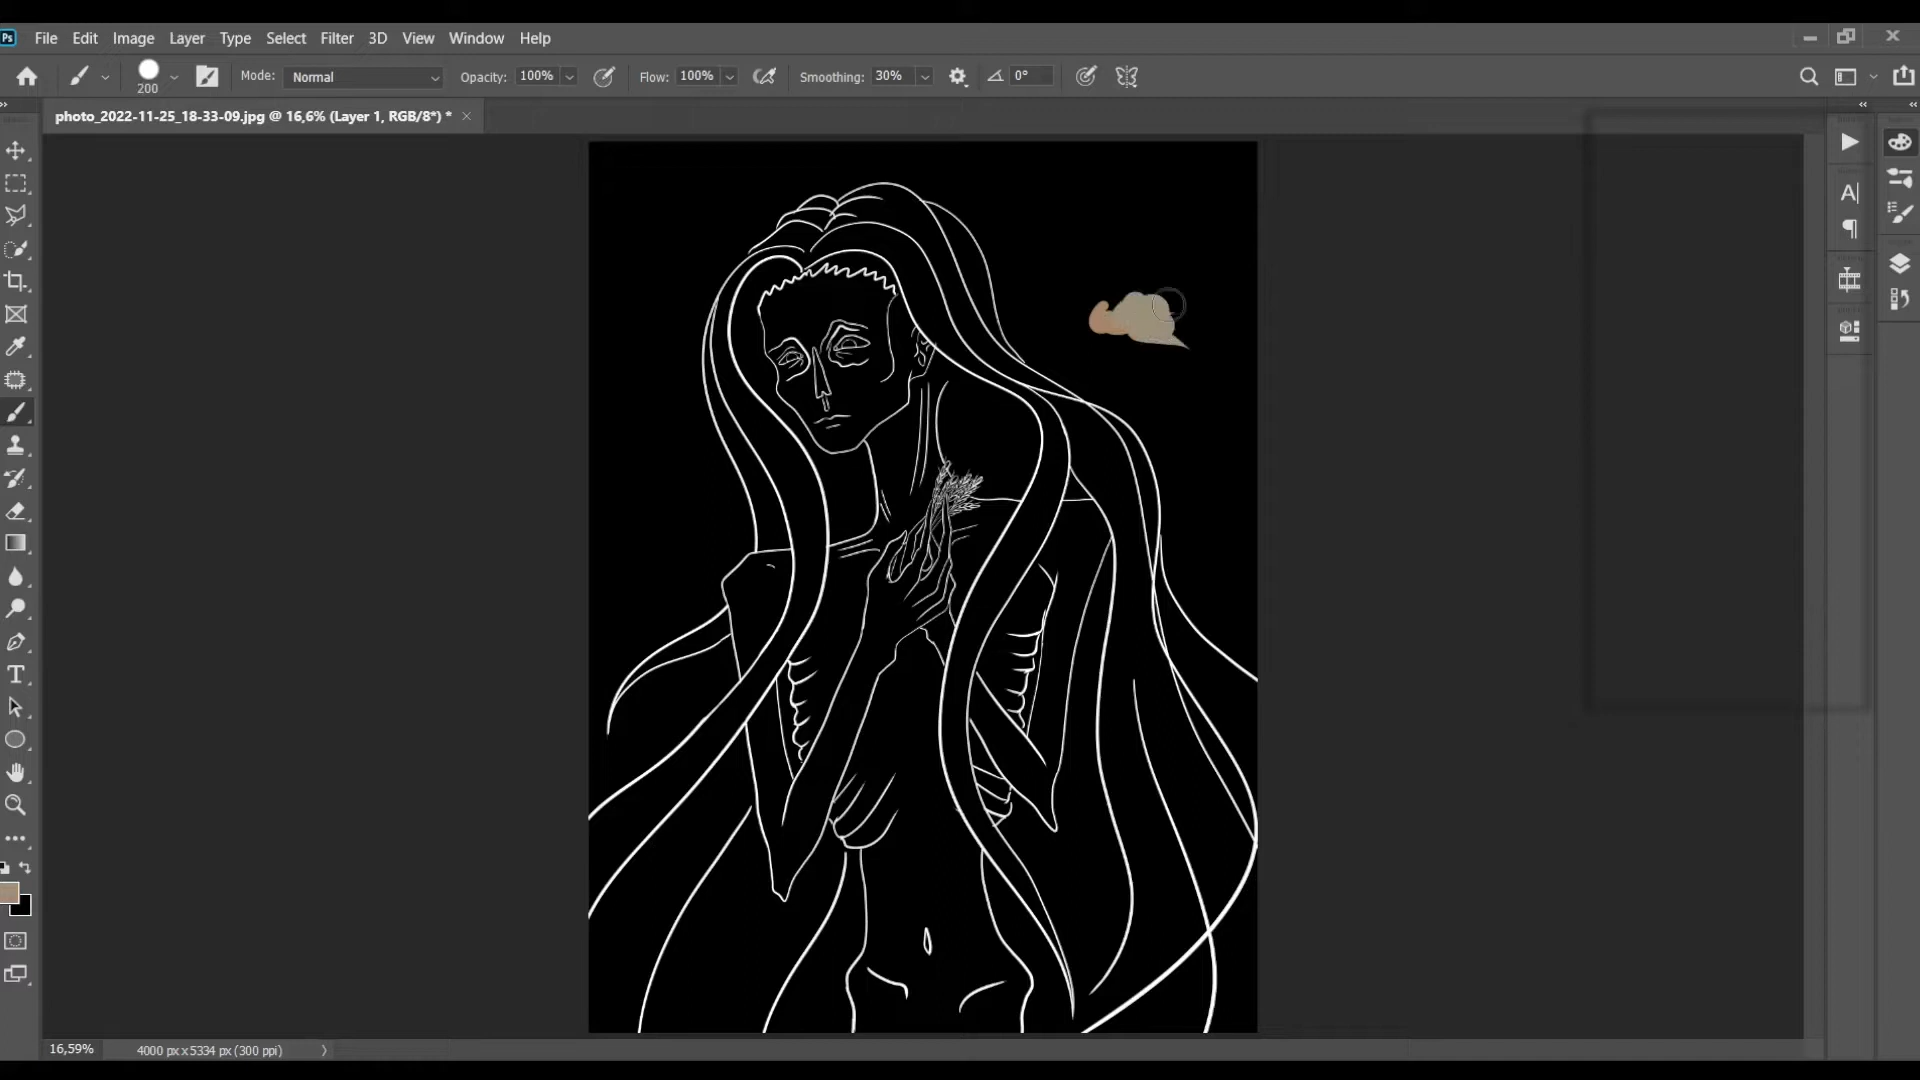 Ps File Edit Image Layer Type Select Filter 3D View Window Help
200 Mode: Normal Opacity: 100% Flow: 100% Smoothing: 30% 0°
photo_2022-11-25_18-33-09.jpg @ 16,6% (Layer 1, RGB/8*) *
16,59% 4000 px x 5334 px (300 ppi)